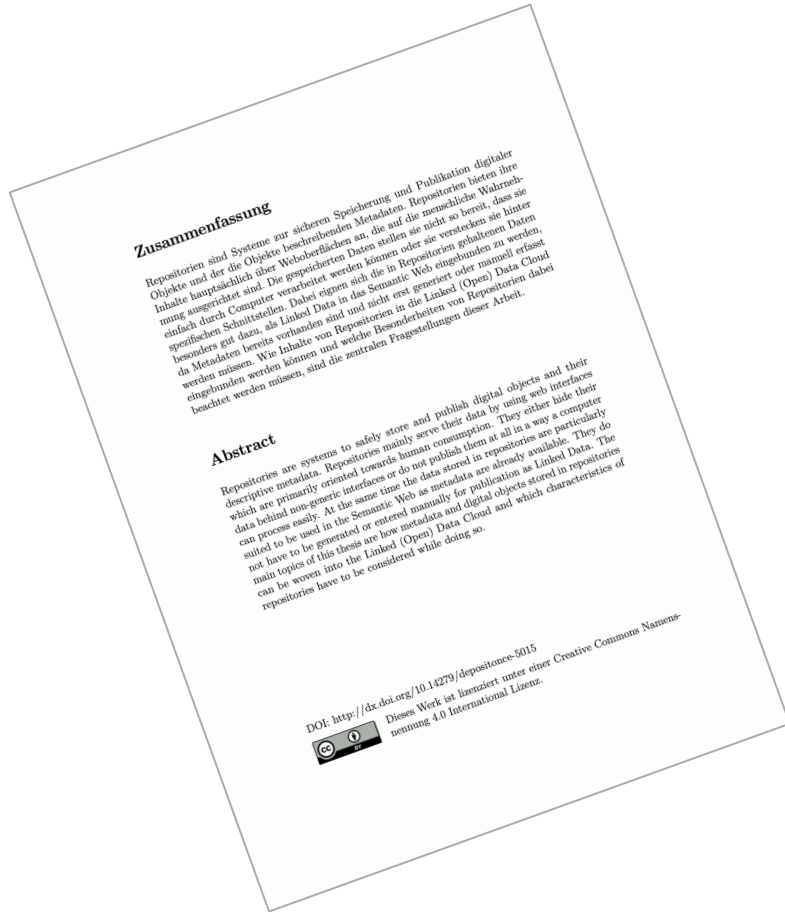 Zusammenfassung
Repositorien sind Systeme zur sicheren Speicherung und Publikation digitaler
Objekte und der die Objekte beschreibenden Metadaten. Repositorien bieten ihre
Inhalte hauptsächlich über Weboberflächen an, die auf die menschliche Wahrneh-
mung ausgerichtet sind. Die gespeicherten Daten stellen sie nicht so bereit, dass sie
einfach durch Computer verarbeitet werden können oder sie verstecken sie hinter
spezifischen Schnittstellen. Dabei eignen sich die in Repositorien gehaltenen Daten
besonders gut dazu, als Linked Data in das Semantic Web eingebunden zu werden,
da Metadaten bereits vorhanden sind und nicht erst generiert oder manuell erfasst
werden müssen. Wie Inhalte von Repositorien in die Linked (Open) Data Cloud
eingebunden werden können und welche Besonderheiten von Repositorien dabei
beachtet werden müssen, sind die zentralen Fragestellungen dieser Arbeit.
Abstract
Repositories are systems to safely store and publish digital objects and their
descriptive metadata. Repositories mainly serve their data by using web interfaces
which are primarily oriented towards human consumption. They either hide their
data behind non-generic interfaces or do not publish them at all in a way a computer
can process easily. At the same time the data stored in repositories are particularly
suited to be used in the Semantic Web as metadata are already available. They do
not have to be generated or entered manually for publication as Linked Data. The
main topics of this thesis are how metadata and digital objects stored in repositories
can be woven into the Linked (Open) Data Cloud and which characteristics of
repositories have to be considered while doing so.
DOI: http://dx.doi.org/10.14279/depositonce-5015
Dieses Werk ist lizenziert unter einer Creative Commons Namens-
nennung 4.0 International Lizenz.
cc BY